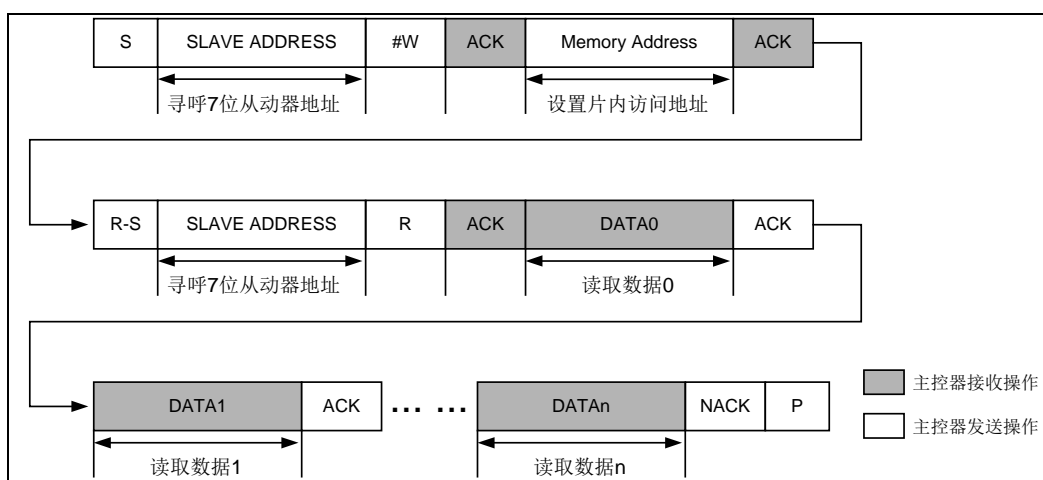 S SLAVE ADDRESS #W ACK Memory Address ACK
寻呼7位从动器地址 设置片内访问地址
R-S SLAVE ADDRESS R ACK DATA0 ACK
寻呼7位从动器地址 读取数据0
DATA1 ACK ... ... DATAn NACK P
读取数据1 读取数据n
主控器接收操作
主控器发送操作